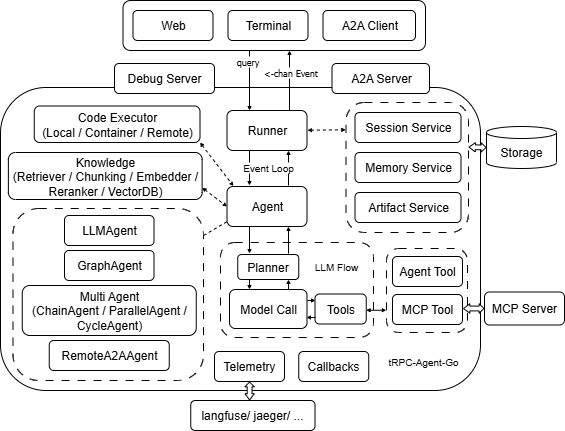 Web
Terminal
A2A Client
query
<-chan Event
Debug Server
A2A Server
Code Executor
(Local / Container / Remote)
Runner
Session Service
Memory Service
Artifact Service
Storage
Knowledge
(Retriever / Chunking / Embedder /
Reranker / VectorDB)
Event Loop
Agent
LLMAgent
GraphAgent
Multi Agent
(ChainAgent / ParallelAgent /
CycleAgent)
RemoteA2AAgent
Planner
LLM Flow
Model Call
Tools
Agent Tool
MCP Tool
MCP Server
Telemetry
Callbacks
tRPC-Agent-Go
langfuse/ jaeger/ ...